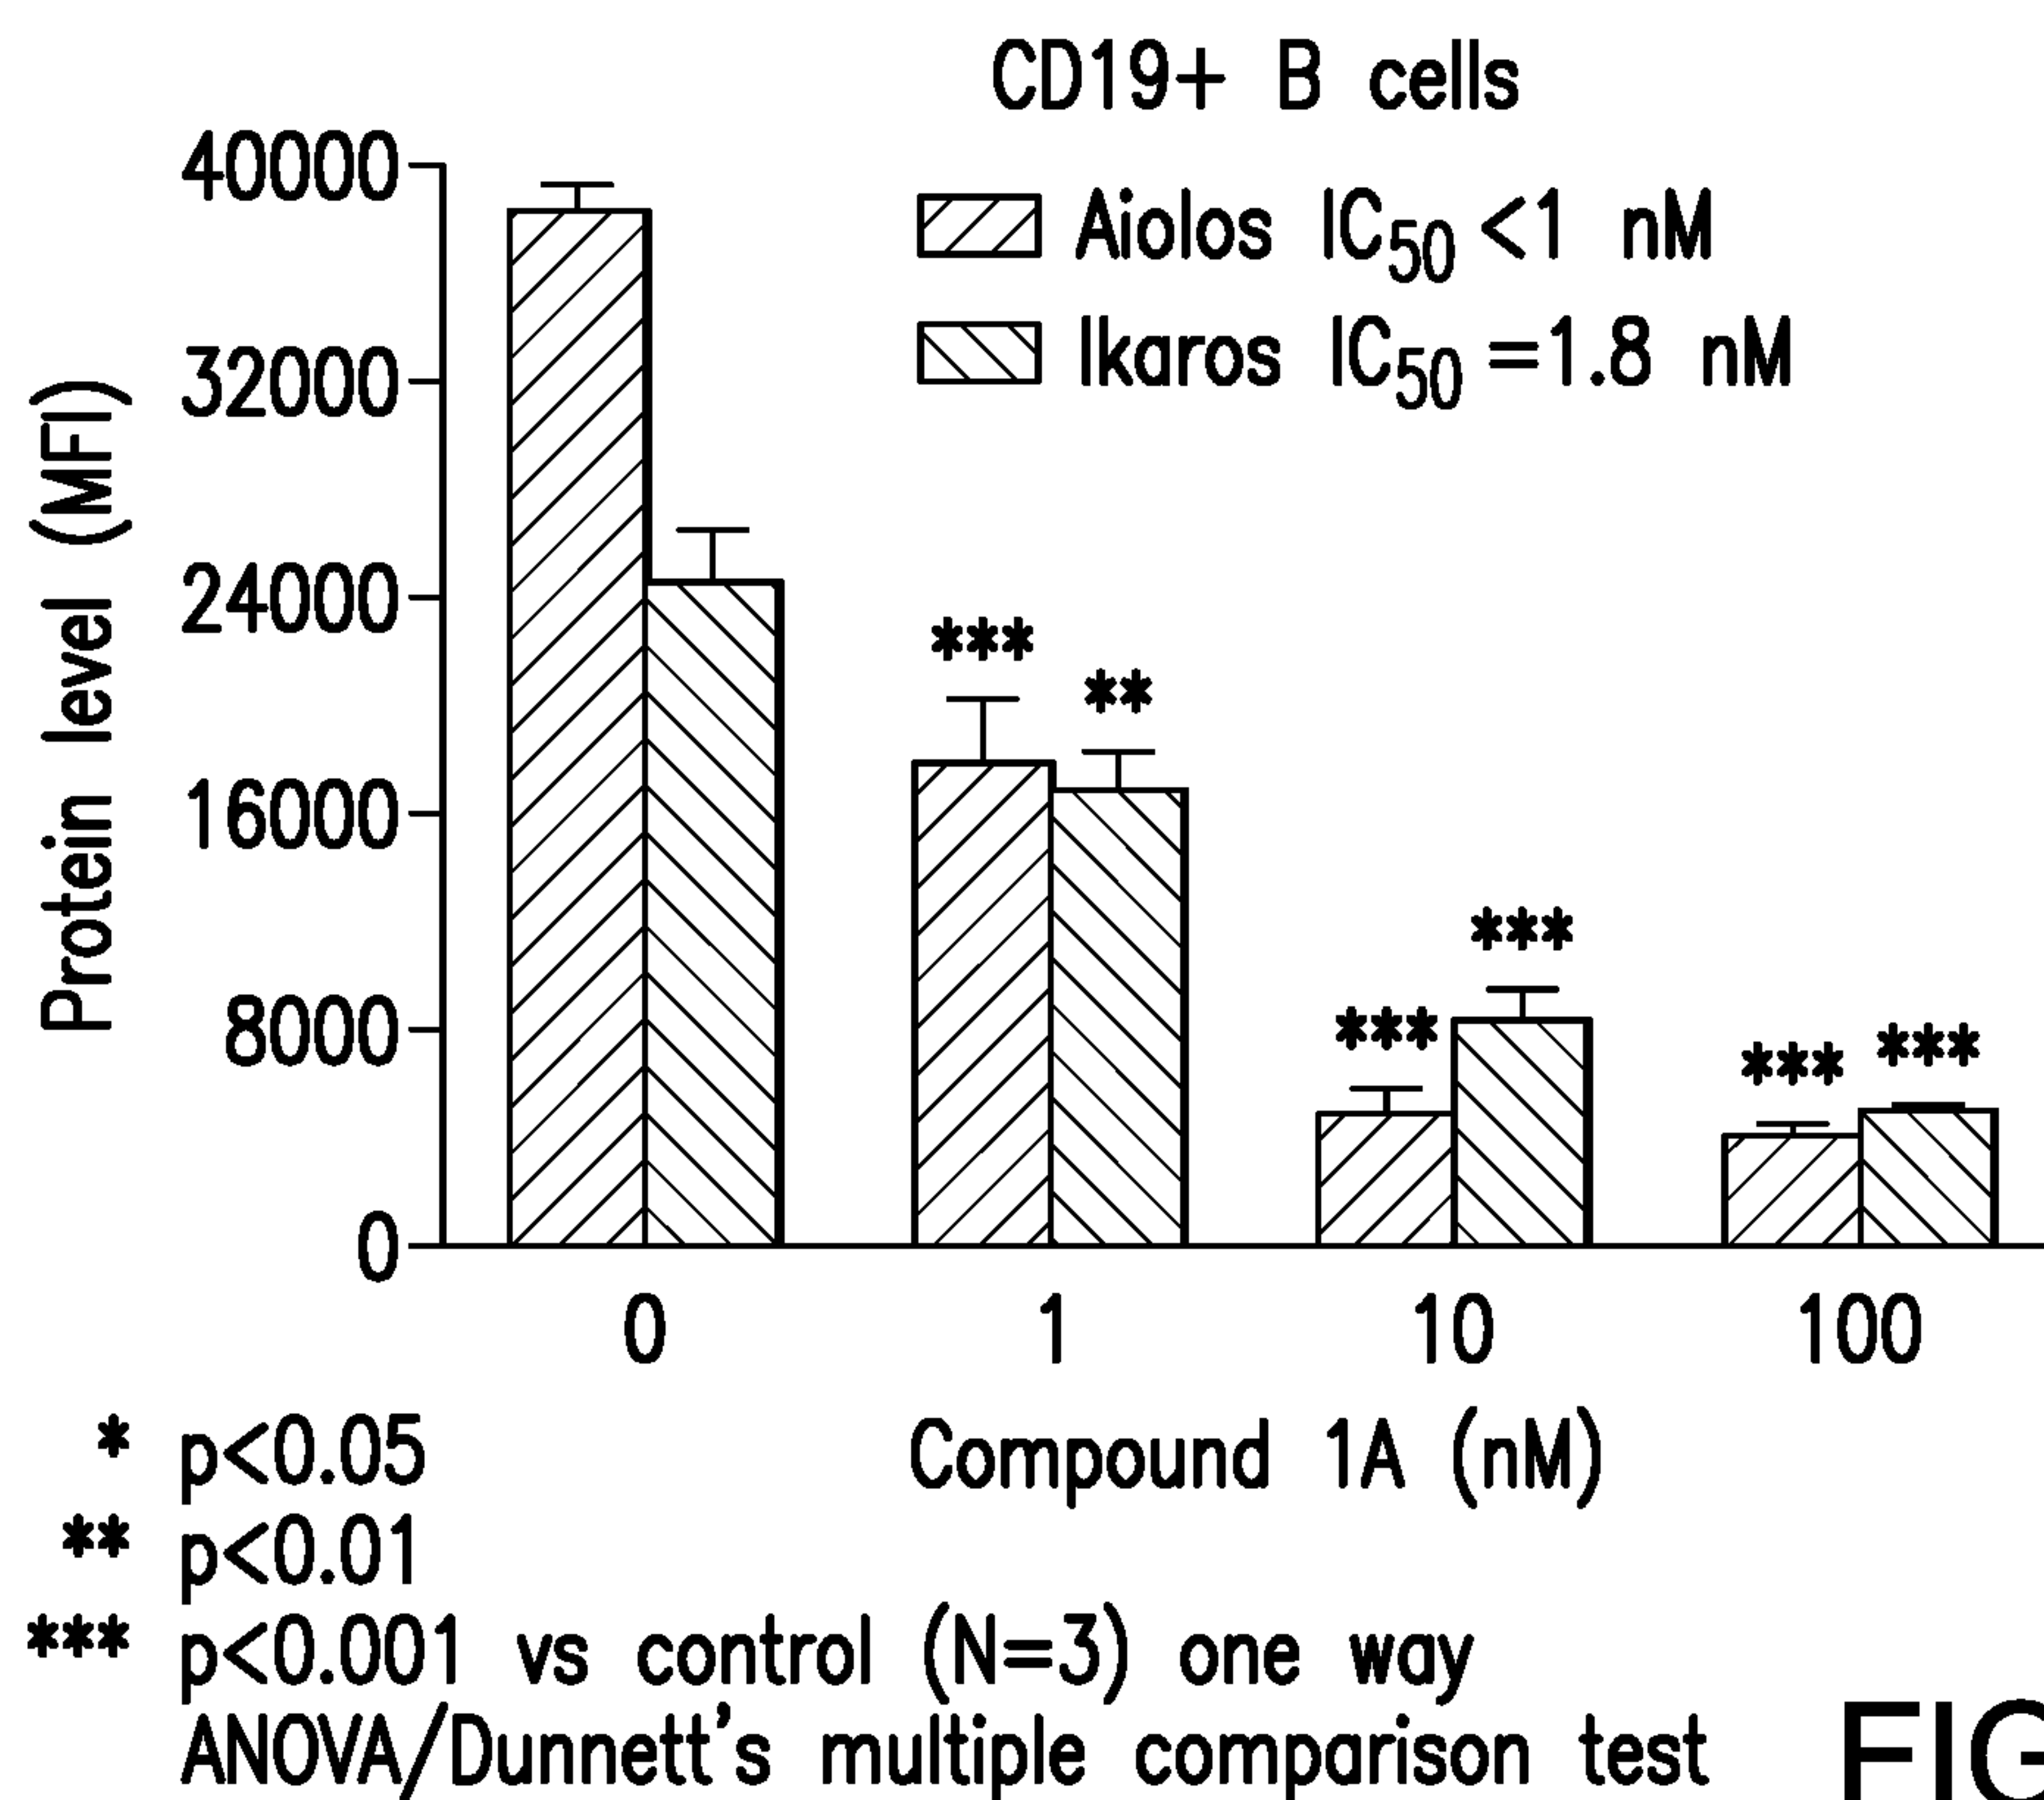 CD19+ B cells
Aiolos IC50 <1 nM
Ikaros IC50 =1.8 nM
Protein level (MFI)
40000
32000
24000
16000
8000
0
***
**
***
***
***
***
0 1 10 100
Compound 1A (nM)
* p<0.05
** p<0.01
*** p<0.001 vs control (N=3) one way
ANOVA/Dunnett's multiple comparison test
FIG